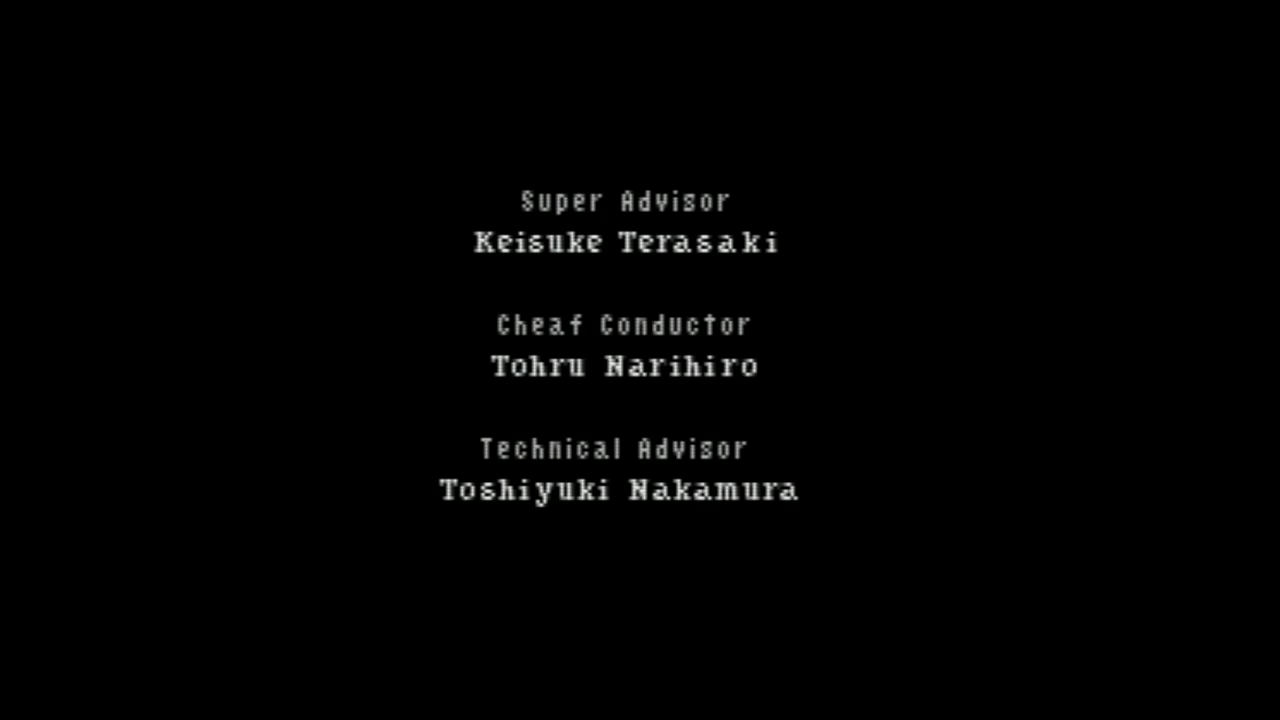 Super Advisor
Keisuke Terasaki
Cheaf Conductor
Tohru Narihiro
Technical Advisor
Toshiyuki Nakamura